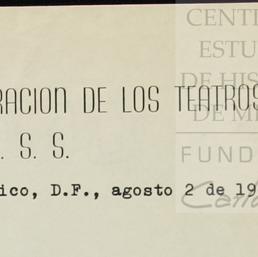 CENT
ESTU
DE HIS
RACION DE LOS TEATROS
DE M
. S. S.
FUND
ico, D.F., agosto 2 de 19